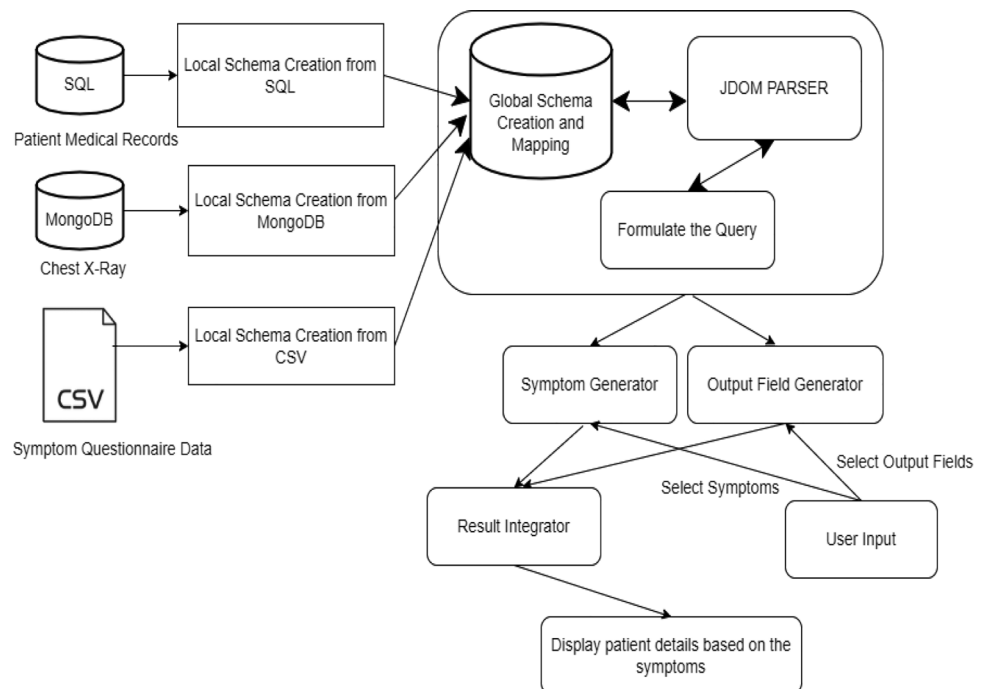 SQL
Patient Medical Records
Local Schema Creation from
SQL
MongoDB
Chest X-Ray
Local Schema Creation from
MongoDB
CSV
Symptom Questionnaire Data
Local Schema Creation from
CSV
Global Schema
Creation and
Mapping
JDOM PARSER
Formulate the Query
Symptom Generator
Output Field Generator
Select Output Fields
Select Symptoms
Result Integrator
User Input
Display patient details based on the
symptoms